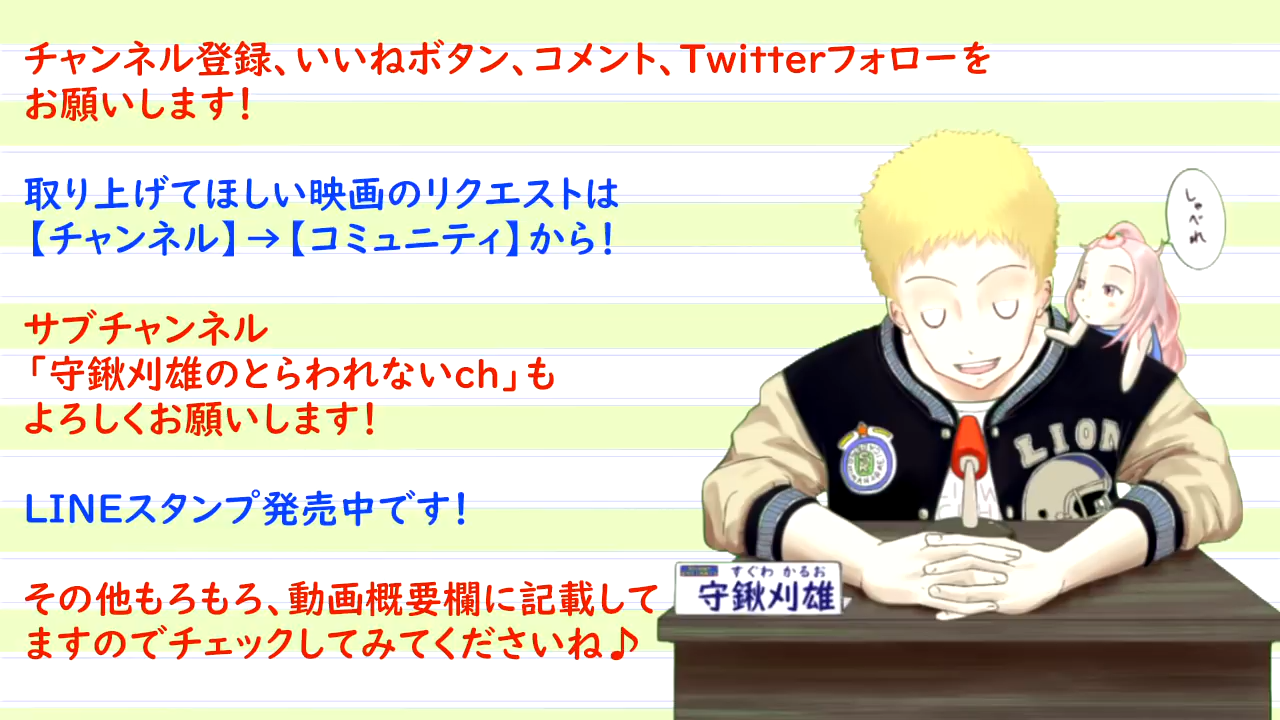 チャンネル登録、いいねボタン、コメント、Twitterフォローを
お願いします!
取り上げてほしい映画のリクエストは
【チャンネル】→【コミュニティ】から!
サブチャンネル
「守鍬刈雄のとらわれないch」も
よろしくお願いします!
LINEスタンプ発売中です!
その他もろもろ、動画概要欄に記載して
ますのでチェックしてみてくださいね♪
しゃべれ
LION
すぐわ かるお
守鍬刈雄